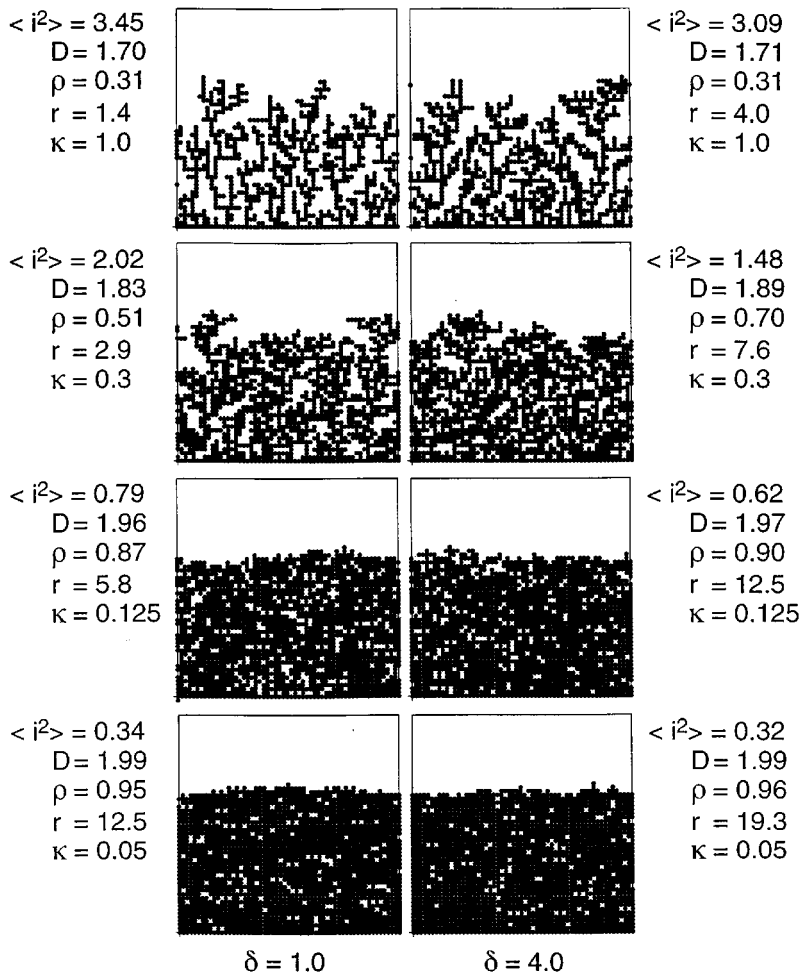 < i²> = 3.45
D = 1.70
ρ = 0.31
r = 1.4
κ = 1.0
< i²> = 3.09
D = 1.71
ρ = 0.31
r = 4.0
κ = 1.0
< i²> = 2.02
D = 1.83
ρ = 0.51
r = 2.9
κ = 0.3
< i²> = 1.48
D = 1.89
ρ = 0.70
r = 7.6
κ = 0.3
< i²> = 0.79
D = 1.96
ρ = 0.87
r = 5.8
κ = 0.125
< i²> = 0.62
D = 1.97
ρ = 0.90
r = 12.5
κ = 0.125
< i²> = 0.34
D = 1.99
ρ = 0.95
r = 12.5
κ = 0.05
< i²> = 0.32
D = 1.99
ρ = 0.96
r = 19.3
κ = 0.05
δ = 1.0
δ = 4.0